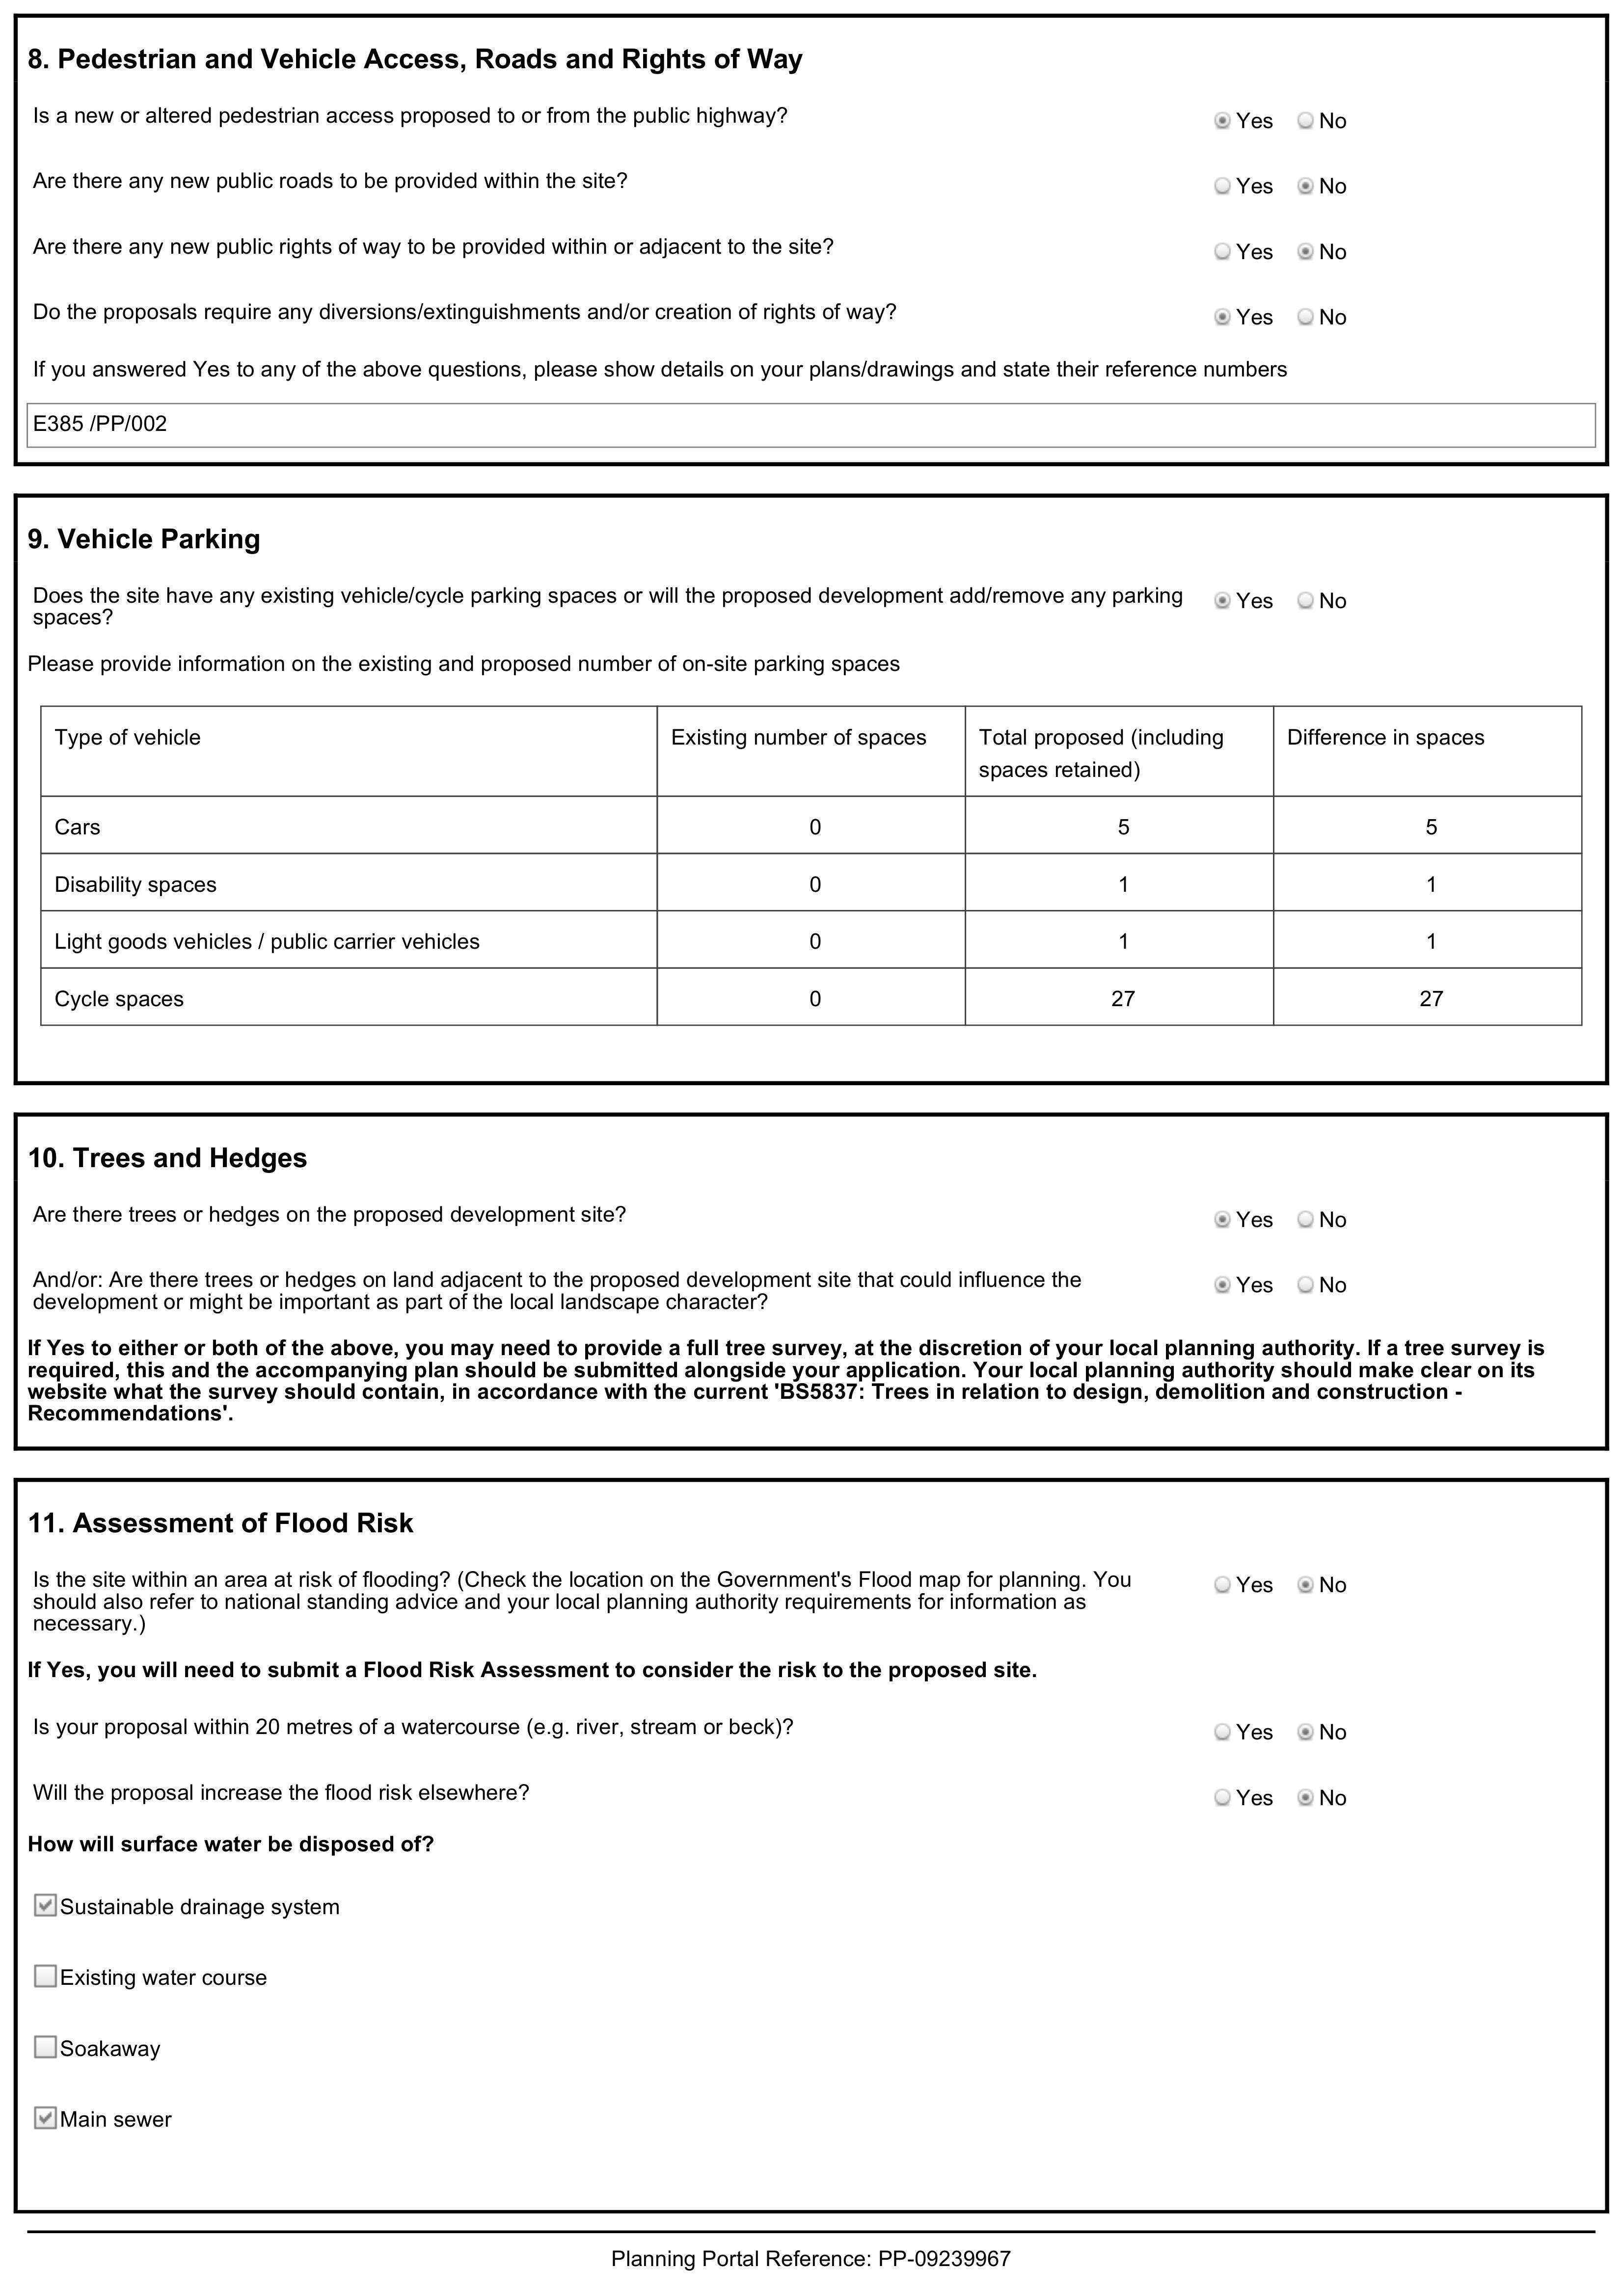 8. Pedestrian and Vehicle Access, Roads and Rights of Way
Is a new or altered pedestrian access proposed to or from the public highway? Yes No
Are there any new public roads to be provided within the site? Yes No
Are there any new public rights of way to be provided within or adjacent to the site? Yes No
Do the proposals require any diversions/extinguishments and/or creation of rights of way? Yes No
If you answered Yes to any of the above questions, please show details on your plans/drawings and state their reference numbers
E385 /PP/002
9. Vehicle Parking
Does the site have any existing vehicle/cycle parking spaces or will the proposed development add/remove any parking Yes No
spaces?
Please provide information on the existing and proposed number of on-site parking spaces
Type of vehicle Existing number of spaces Total proposed (including Difference in spaces
spaces retained)
Cars 0 5 5
Disability spaces 0 1 1
Light goods vehicles / public carrier vehicles 0 1 1
Cycle spaces 0 27 27
10. Trees and Hedges
Are there trees or hedges on the proposed development site? Yes No
And/or: Are there trees or hedges on land adjacent to the proposed development site that could influence the Yes No
development or might be important as part of the local landscape character?
If Yes to either or both of the above, you may need to provide a full tree survey, at the discretion of your local planning authority. If a tree survey is
required, this and the accompanying plan should be submitted alongside your application. Your local planning authority should make clear on its
website what the survey should contain, in accordance with the current 'BS5837: Trees in relation to design, demolition and construction -
Recommendations'.
11. Assessment of Flood Risk
Is the site within an area at risk of flooding? (Check the location on the Government's Flood map for planning. You Yes No
should also refer to national standing advice and your local planning authority requirements for information as
necessary.)
If Yes, you will need to submit a Flood Risk Assessment to consider the risk to the proposed site.
Is your proposal within 20 metres of a watercourse (e.g. river, stream or beck)? Yes No
Will the proposal increase the flood risk elsewhere? Yes No
How will surface water be disposed of?
Sustainable drainage system
Existing water course
Soakaway
Main sewer
Planning Portal Reference: PP-09239967